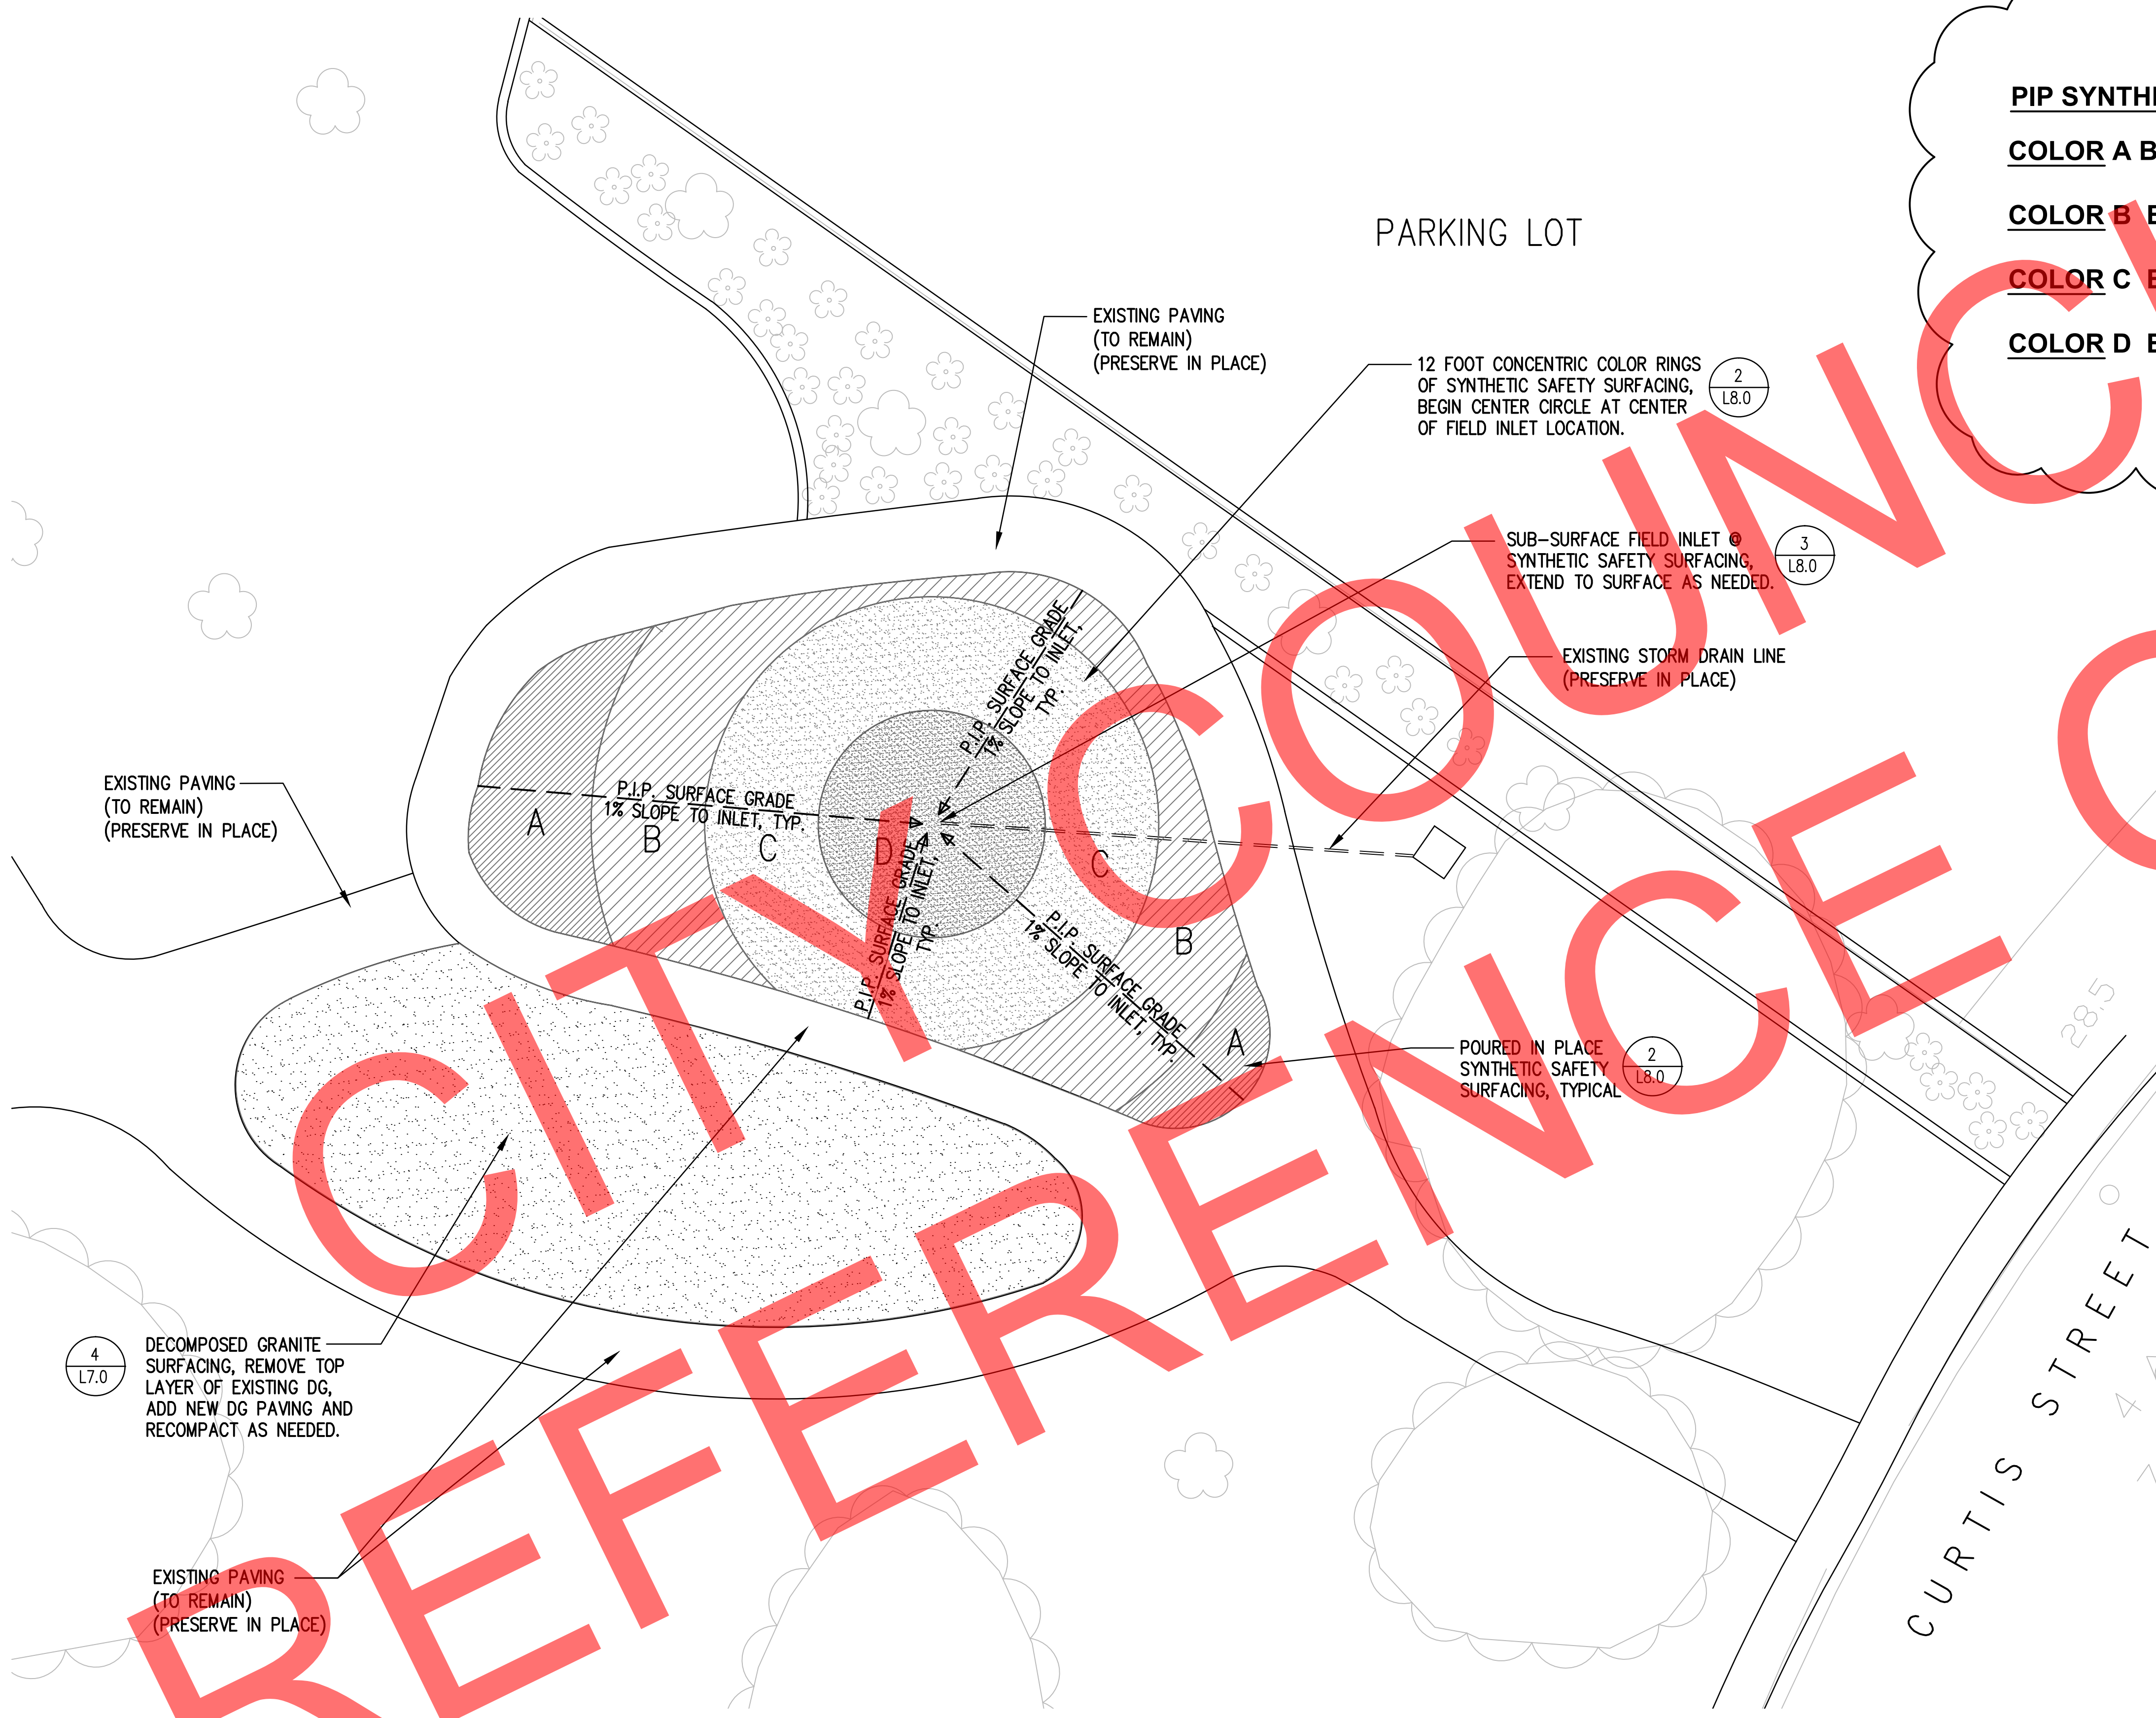 PARKING LOT
PIP SYNTH
COLOR A B
COLOR B
COLOR C
COLOR D
EXISTING PAVING
(TO REMAIN)
(PRESERVE IN PLACE)
12 FOOT CONCENTRIC COLOR RINGS
OF SYNTHETIC SAFETY SURFACING,
BEGIN CENTER CIRCLE AT CENTER
OF FIELD INLET LOCATION.
2
L8.0
SUB-SURFACE FIELD INLET @
SYNTHETIC SAFETY SURFACING,
EXTEND TO SURFACE AS NEEDED.
3
L8.0
EXISTING STORM DRAIN LINE
(PRESERVE IN PLACE)
P.I.P. SURFACE GRADE
1% SLOPE TO INLET,
TYP.
EXISTING PAVING
(TO REMAIN)
(PRESERVE IN PLACE)
P.I.P. SURFACE GRADE
1% SLOPE TO INLET, TYP.
A
B
C
D
C
B
A
P.I.P. SURFACE GRADE
1% SLOPE TO INLET,
TYP.
P.I.P. SURFACE GRADE
1% SLOPE TO INLET,
TYP.
POURED IN PLACE
SYNTHETIC SAFETY
SURFACING, TYPICAL
2
L8.0
28.5
4
L7.0
DECOMPOSED GRANITE
SURFACING, REMOVE TOP
LAYER OF EXISTING DG,
ADD NEW DG PAVING AND
RECOMPACT AS NEEDED.
EXISTING PAVING
(TO REMAIN)
(PRESERVE IN PLACE)
CURTIS STREET
CITY COUNC
REFERENCE